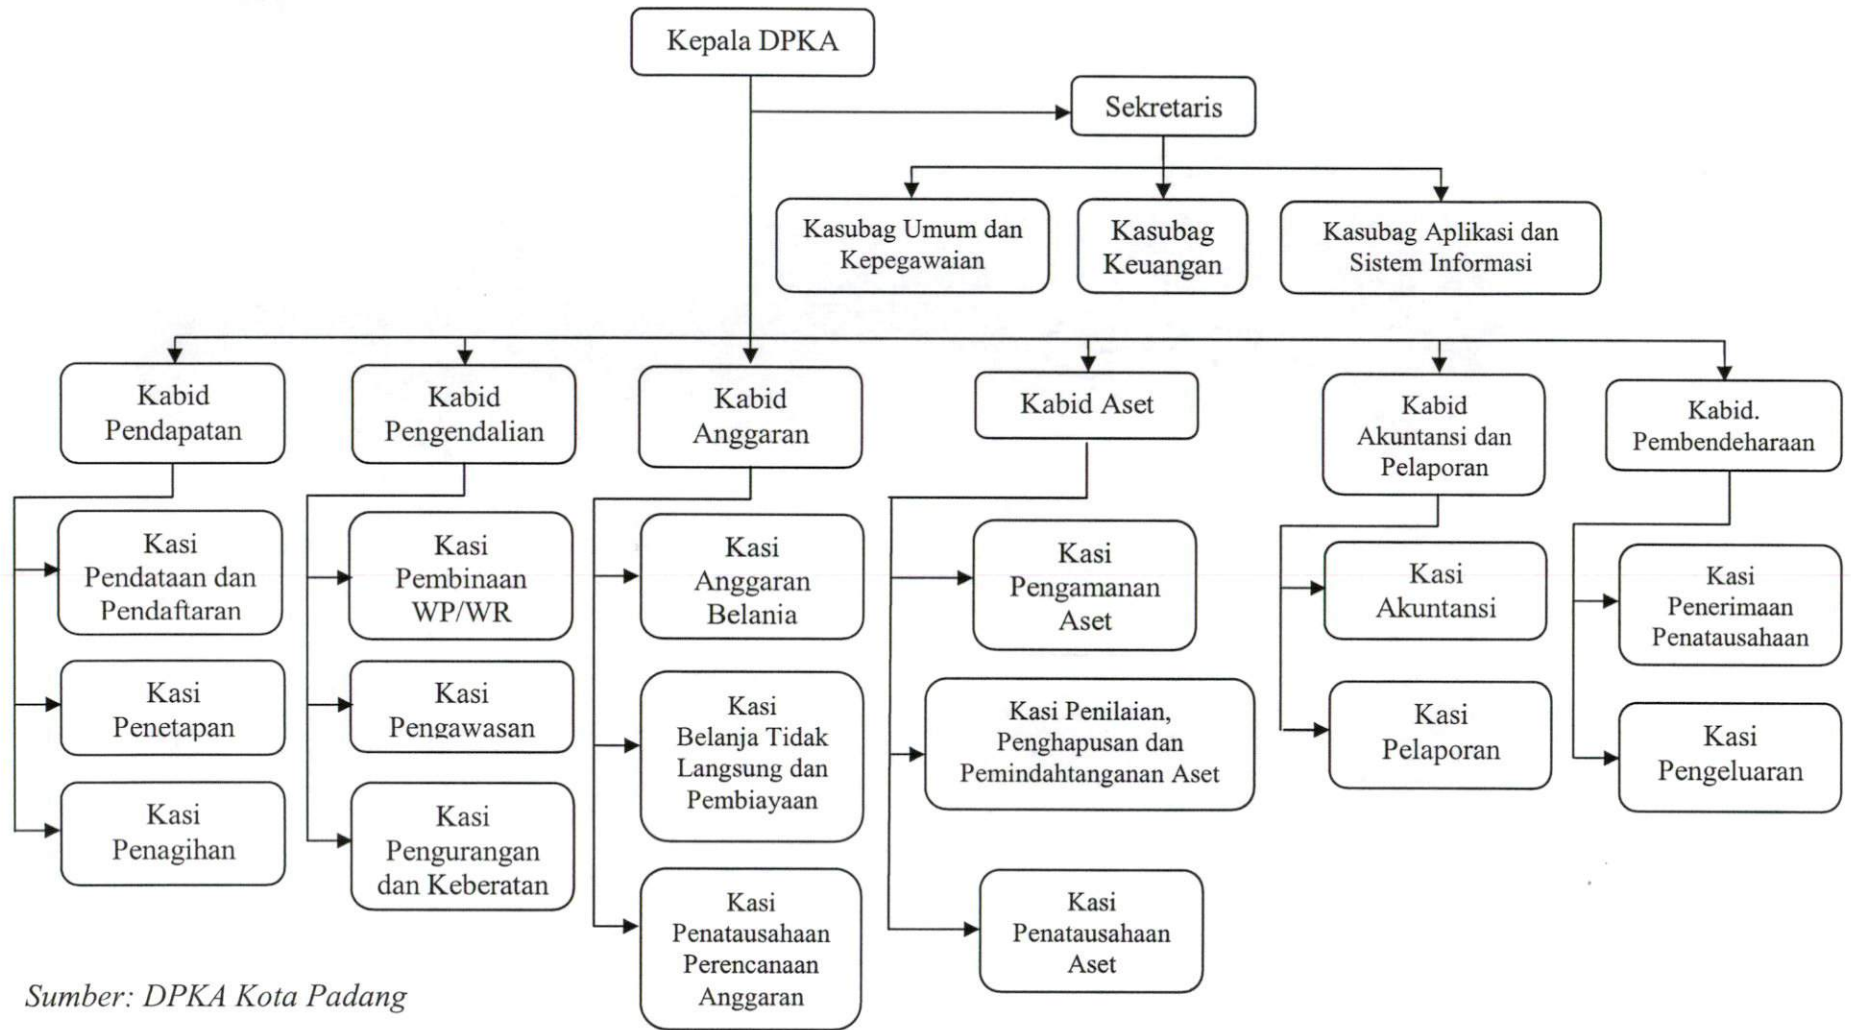 Kepala DPKA
Sekretaris
Kasubag Umum dan
Kepegawaian
Kasubag
Keuangan
Kasubag Aplikasi dan
Sistem Informasi
Kabid
Pendapatan
Kabid
Pengendalian
Kabid
Anggaran
Kabid Aset
Kabid
Akuntansi dan
Pelaporan
Kabid.
Pembendeharaan
Kasi
Pendataan dan
Pendaftaran
Kasi
Penetapan
Kasi
Penagihan
Kasi
Pembinaan
WP/WR
Kasi
Pengawasan
Kasi
Pengurangan
dan Keberatan
Kasi
Anggaran
Belanja
Kasi
Belanja Tidak
Langsung dan
Pembiayaan
Kasi
Penatausahaan
Perencanaan
Anggaran
Kasi
Pengamanan
Aset
Kasi Penilaian,
Penghapusan dan
Pemindahtanganan Aset
Kasi
Penatausahaan
Aset
Kasi
Akuntansi
Kasi
Pelaporan
Kasi
Penerimaan
Penatausahaan
Kasi
Pengeluaran
Sumber: DPKA Kota Padang